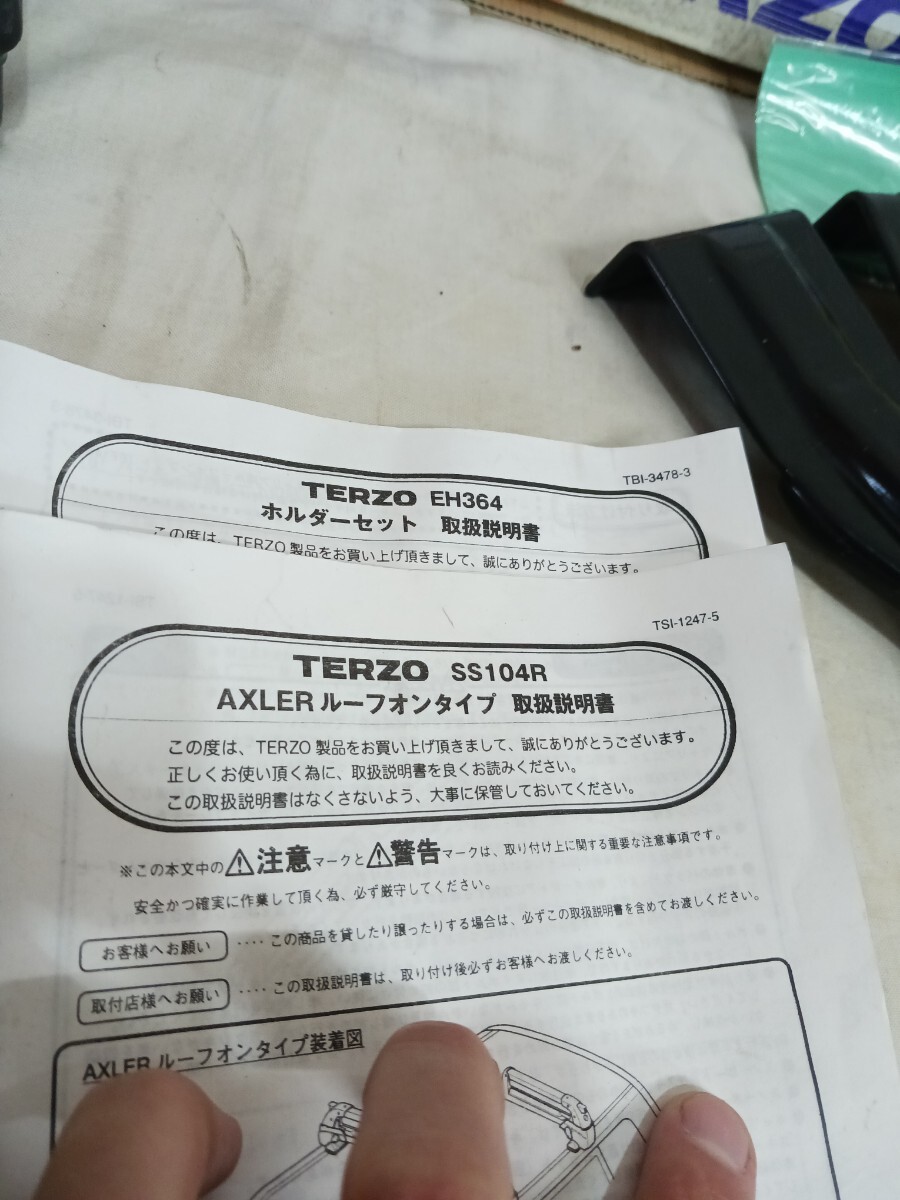 TBI-3478-3
TERZO EH364
ホルダーセット 取扱説明書
この度は、TERZO 製品をお買い上げ頂きまして、誠にありがとうございます。
TSI-1247-5
TERZO SS104R
AXLER ルーフオンタイプ 取扱説明書
この度は、TERZO 製品をお買い上げ頂きまして、誠にありがとうございます。
正しくお使い頂く為に、取扱説明書を良くお読みください。
この取扱説明書はなくさないよう、大事に保管しておいてください。
※この本文中の⚠注意マークと⚠警告マークは、取り付け上に関する重要な注意事項です。
安全かつ確実に作業して頂く為、必ず厳守してください。
お客様へお願い ‥‥ この商品を貸したり譲ったりする場合は、必ずこの取扱説明書を含めてお渡しください。
取付店様へお願い ‥‥ この取扱説明書は、取り付け後必ずお客様へお渡しください。
AXLER ルーフオンタイプ装着図